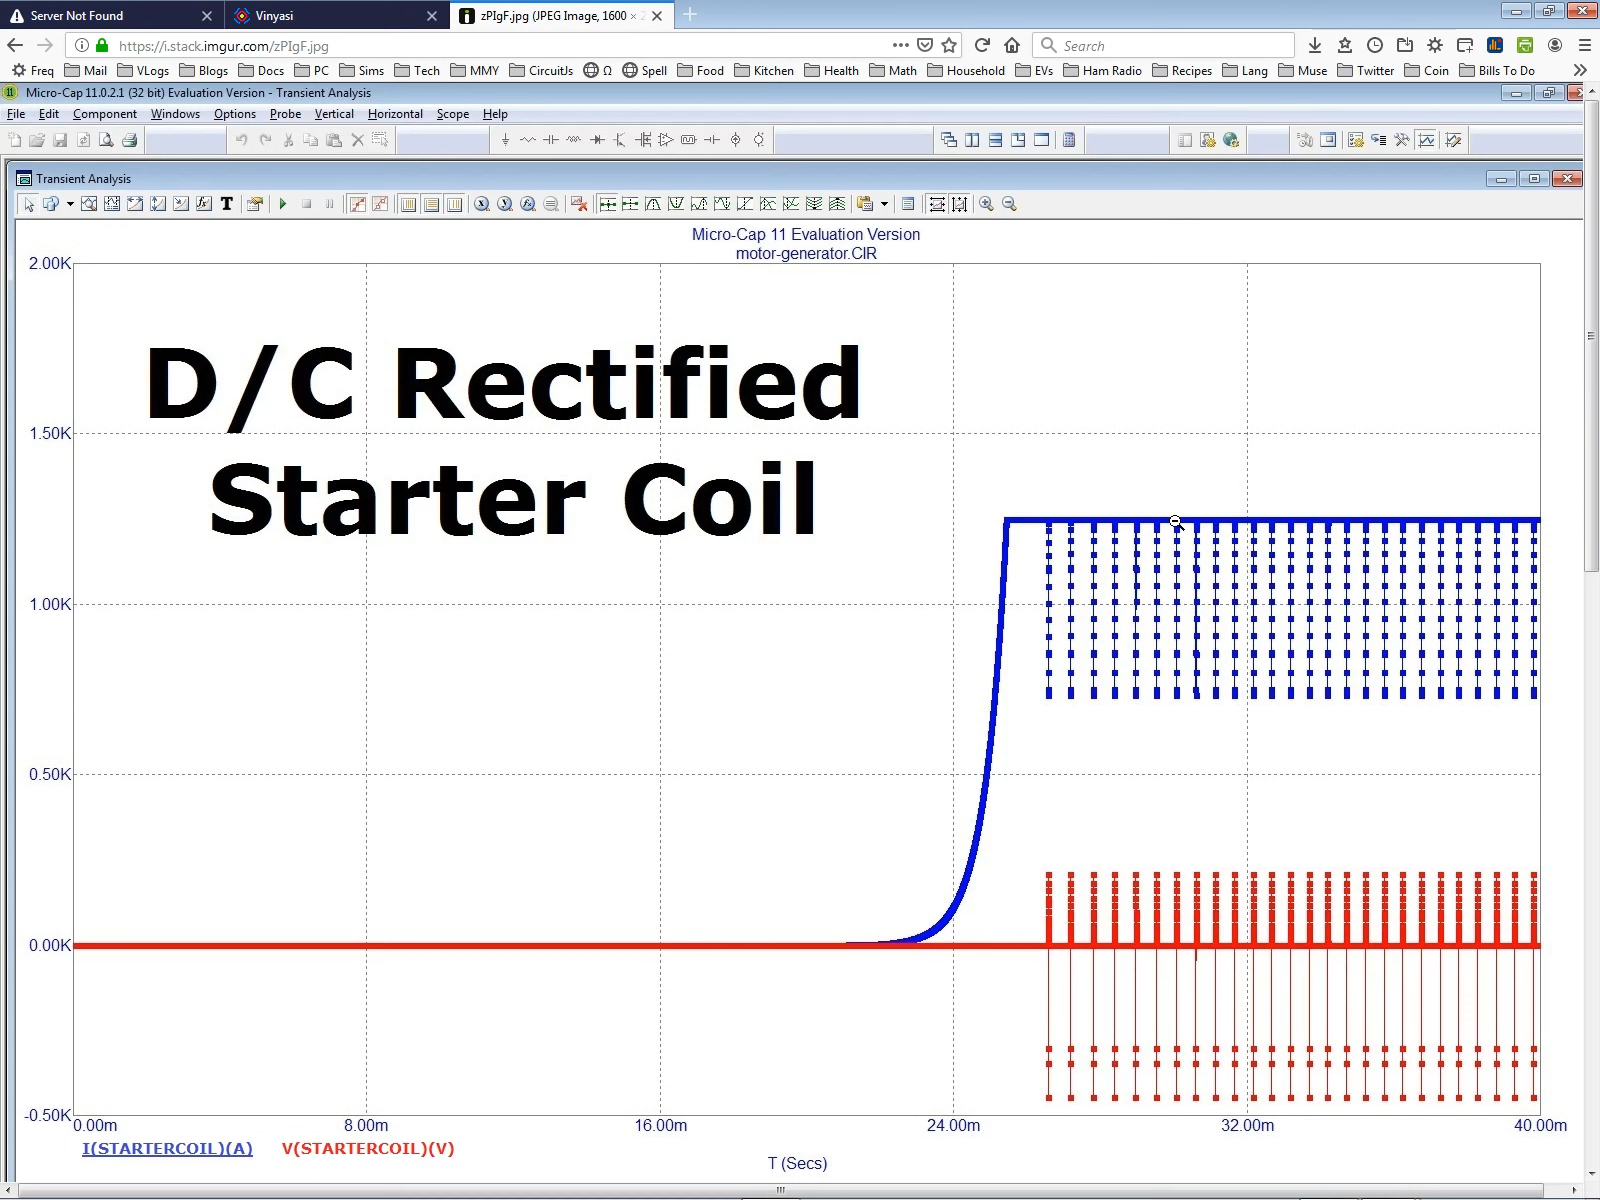 Server Not Found
Vinyasi
zPIgF.jpg (JPEG Image, 1600 ×
https://i.stack.imgur.com/zPIgF.jpg
Search
Freq Mail VLogs Blogs Docs PC Sims Tech MMY CircuitJs Ω Spell Food Kitchen Health Math Household EVs Ham Radio Recipes Lang Muse Twitter Coin Bills To Do
11 Micro-Cap 11.0.2.1 (32 bit) Evaluation Version - Transient Analysis
File Edit Component Windows Options Probe Vertical Horizontal Scope Help
Transient Analysis
T
Micro-Cap 11 Evaluation Version
motor-generator.CIR
2.00K
D/C Rectified
1.50K
Starter Coil
1.00K
0.50K
0.00K
-0.50K
0.00m 8.00m 16.00m 24.00m 32.00m 40.00m
I(STARTERCOIL)(A) V(STARTERCOIL)(V)
T (Secs)